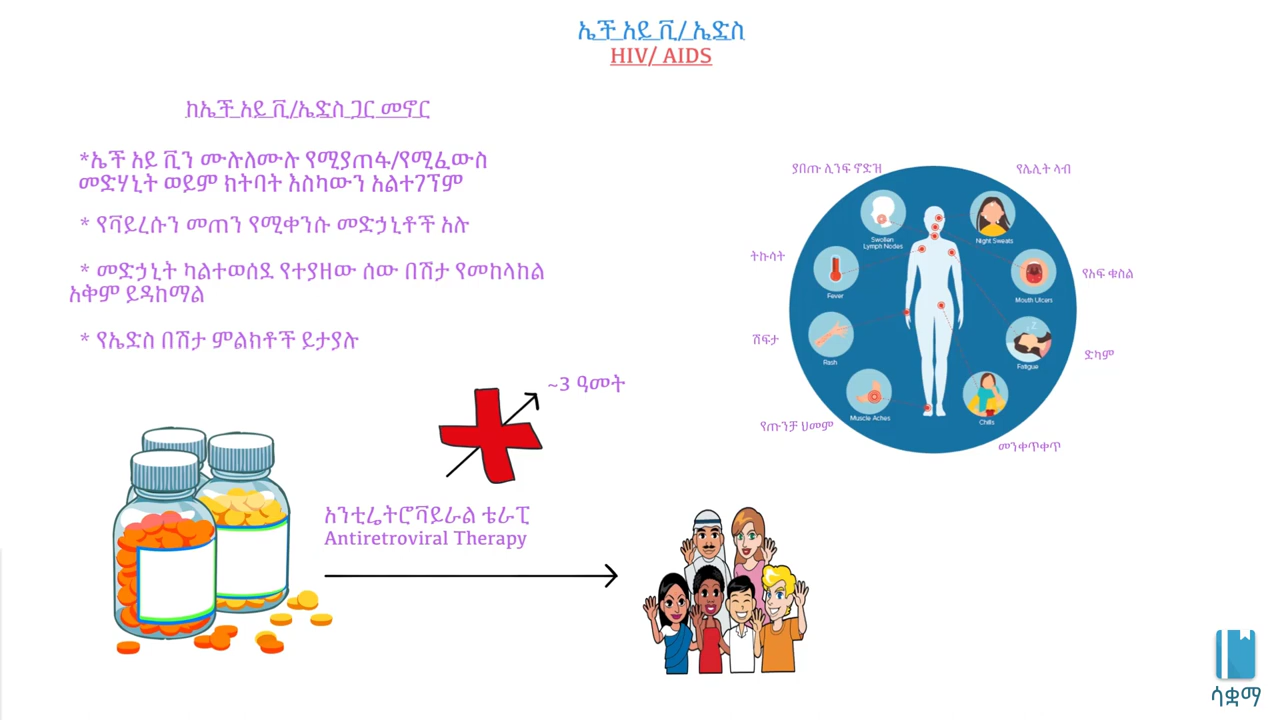 ኤች አይ ቪ/ ኤድስ
HIV/ AIDS
ከኤች አይ ቪ/ኤድስ ጋር መኖር
*ኤች አይ ቪን ሙሉለሙሉ የሚያጠፋ/የሚፈውስ
መድሃኒት ወይም ክትባት እስካውን አልተገኘም
* የቫይረሱን መጠን የሚቀንሱ መድኃኒቶች አሉ
* መድኃኒት ካልተወሰደ የተያዘው ሰው በሽታ የመከላከል
አቅም ይዳከማል
* የኤድስ በሽታ ምልክቶች ይታያሉ
~3 ዓመት
አንቲሬትሮቫይራል ቴራፒ
Antiretroviral Therapy
ያበጡ ሊንፍ ኖድዝ
የሌሊት ላብ
Swollen
Lymph Nodes
Night Sweats
ትኩሳት
Fever
የአፍ ቁስል
Mouth Ulcers
ሽፍታ
Rash
ድካም
Fatigue
Muscle Aches
Chills
የጡንቻ ህመም
መንቀጥቀጥ
ሳቋማ